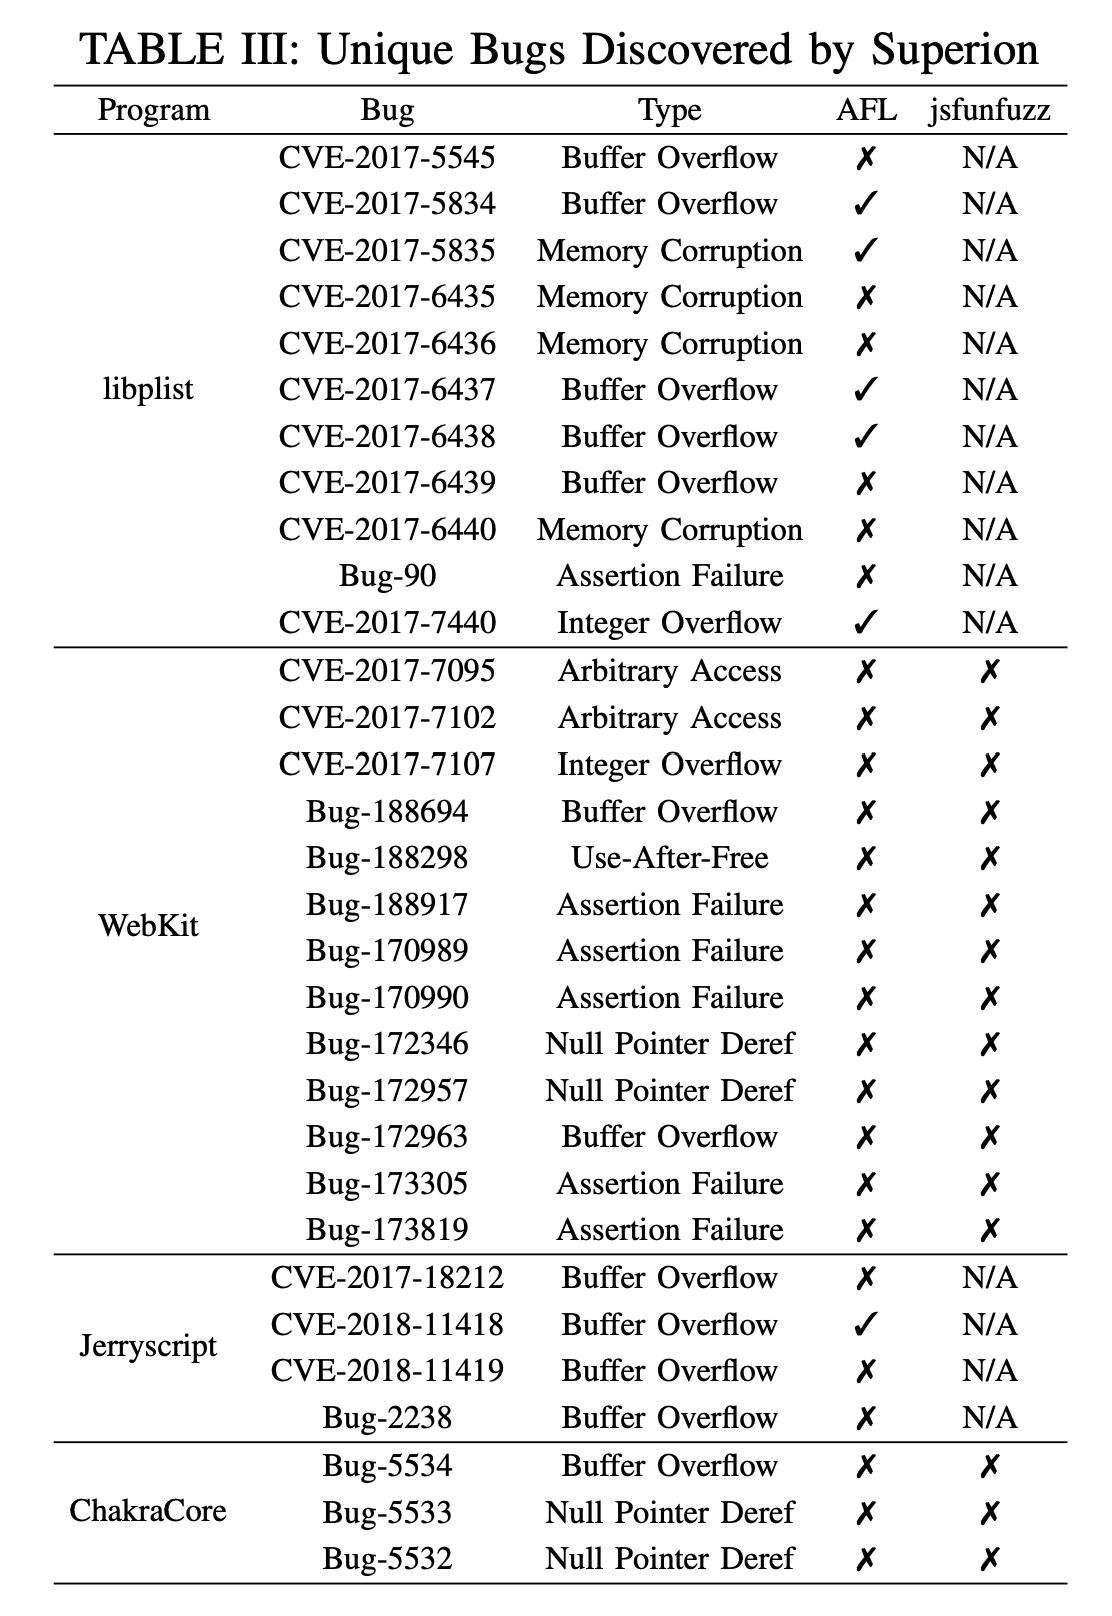 TABLE III: Unique Bugs Discovered by Superion
Program Bug Type AFL jsfunfuzz
CVE-2017-5545 Buffer Overflow ✗ N/A
CVE-2017-5834 Buffer Overflow ✓ N/A
CVE-2017-5835 Memory Corruption ✓ N/A
CVE-2017-6435 Memory Corruption ✗ N/A
CVE-2017-6436 Memory Corruption ✗ N/A
libplist CVE-2017-6437 Buffer Overflow ✓ N/A
CVE-2017-6438 Buffer Overflow ✓ N/A
CVE-2017-6439 Buffer Overflow ✗ N/A
CVE-2017-6440 Memory Corruption ✗ N/A
Bug-90 Assertion Failure ✗ N/A
CVE-2017-7440 Integer Overflow ✓ N/A
CVE-2017-7095 Arbitrary Access ✗ ✗
CVE-2017-7102 Arbitrary Access ✗ ✗
CVE-2017-7107 Integer Overflow ✗ ✗
Bug-188694 Buffer Overflow ✗ ✗
Bug-188298 Use-After-Free ✗ ✗
Bug-188917 Assertion Failure ✗ ✗
WebKit
Bug-170989 Assertion Failure ✗ ✗
Bug-170990 Assertion Failure ✗ ✗
Bug-172346 Null Pointer Deref ✗ ✗
Bug-172957 Null Pointer Deref ✗ ✗
Bug-172963 Buffer Overflow ✗ ✗
Bug-173305 Assertion Failure ✗ ✗
Bug-173819 Assertion Failure ✗ ✗
CVE-2017-18212 Buffer Overflow ✗ N/A
CVE-2018-11418 Buffer Overflow ✓ N/A
Jerryscript
CVE-2018-11419 Buffer Overflow ✗ N/A
Bug-2238 Buffer Overflow ✗ N/A
Bug-5534 Buffer Overflow ✗ ✗
ChakraCore Bug-5533 Null Pointer Deref ✗ ✗
Bug-5532 Null Pointer Deref ✗ ✗